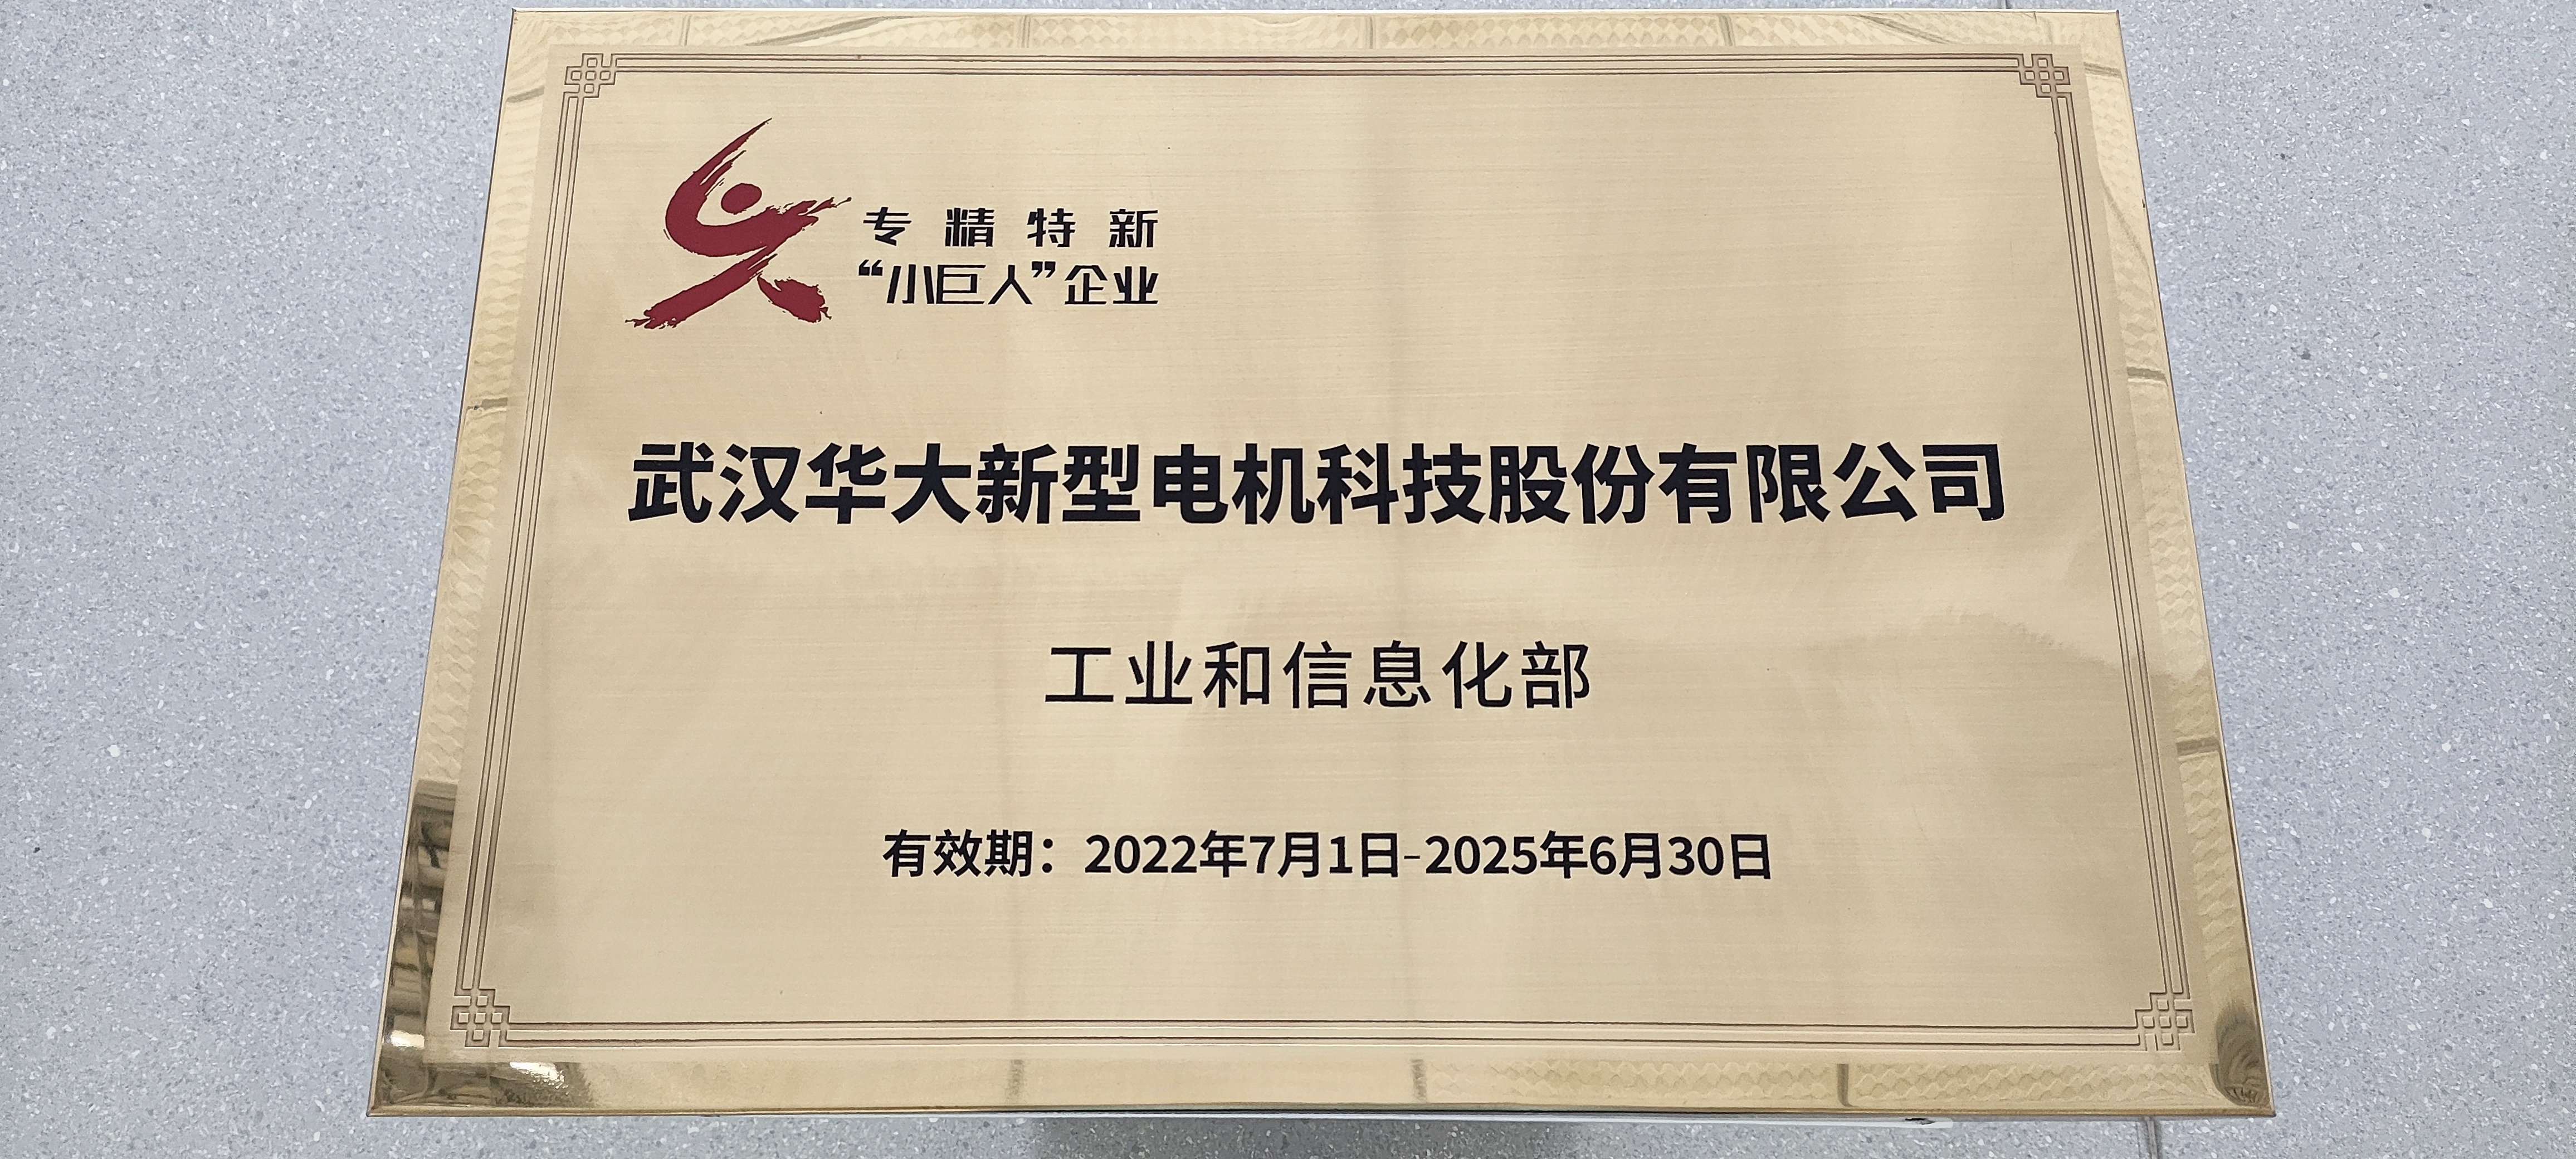 专精特新
“小巨人”企业
武汉华大新型电机科技股份有限公司
工业和信息化部
有效期：2022年7月1日-2025年6月30日